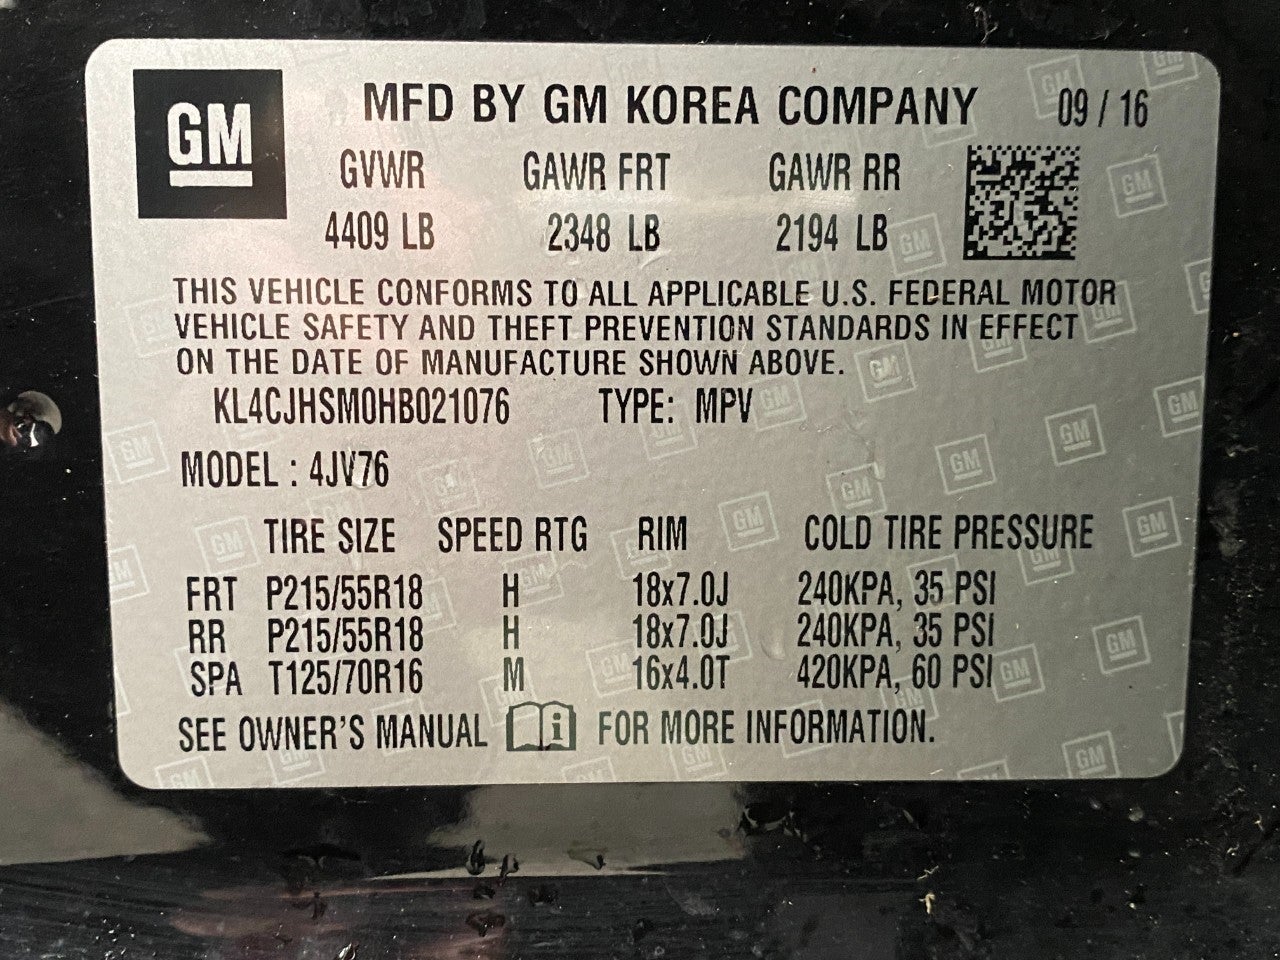 GM MFD BY GM KOREA COMPANY 09 / 16
GVWR GAWR FRT GAWR RR
4409 LB 2348 LB 2194 LB
THIS VEHICLE CONFORMS TO ALL APPLICABLE U.S. FEDERAL MOTOR
VEHICLE SAFETY AND THEFT PREVENTION STANDARDS IN EFFECT
ON THE DATE OF MANUFACTURE SHOWN ABOVE.
KL4CJHSM0HB021076 TYPE: MPV
MODEL : 4JV76
TIRE SIZE SPEED RTG RIM COLD TIRE PRESSURE
FRT P215/55R18 H 18x7.0J 240KPA, 35 PSI
RR P215/55R18 H 18x7.0J 240KPA, 35 PSI
SPA T125/70R16 M 16x4.0T 420KPA, 60 PSI
SEE OWNER'S MANUAL i FOR MORE INFORMATION.